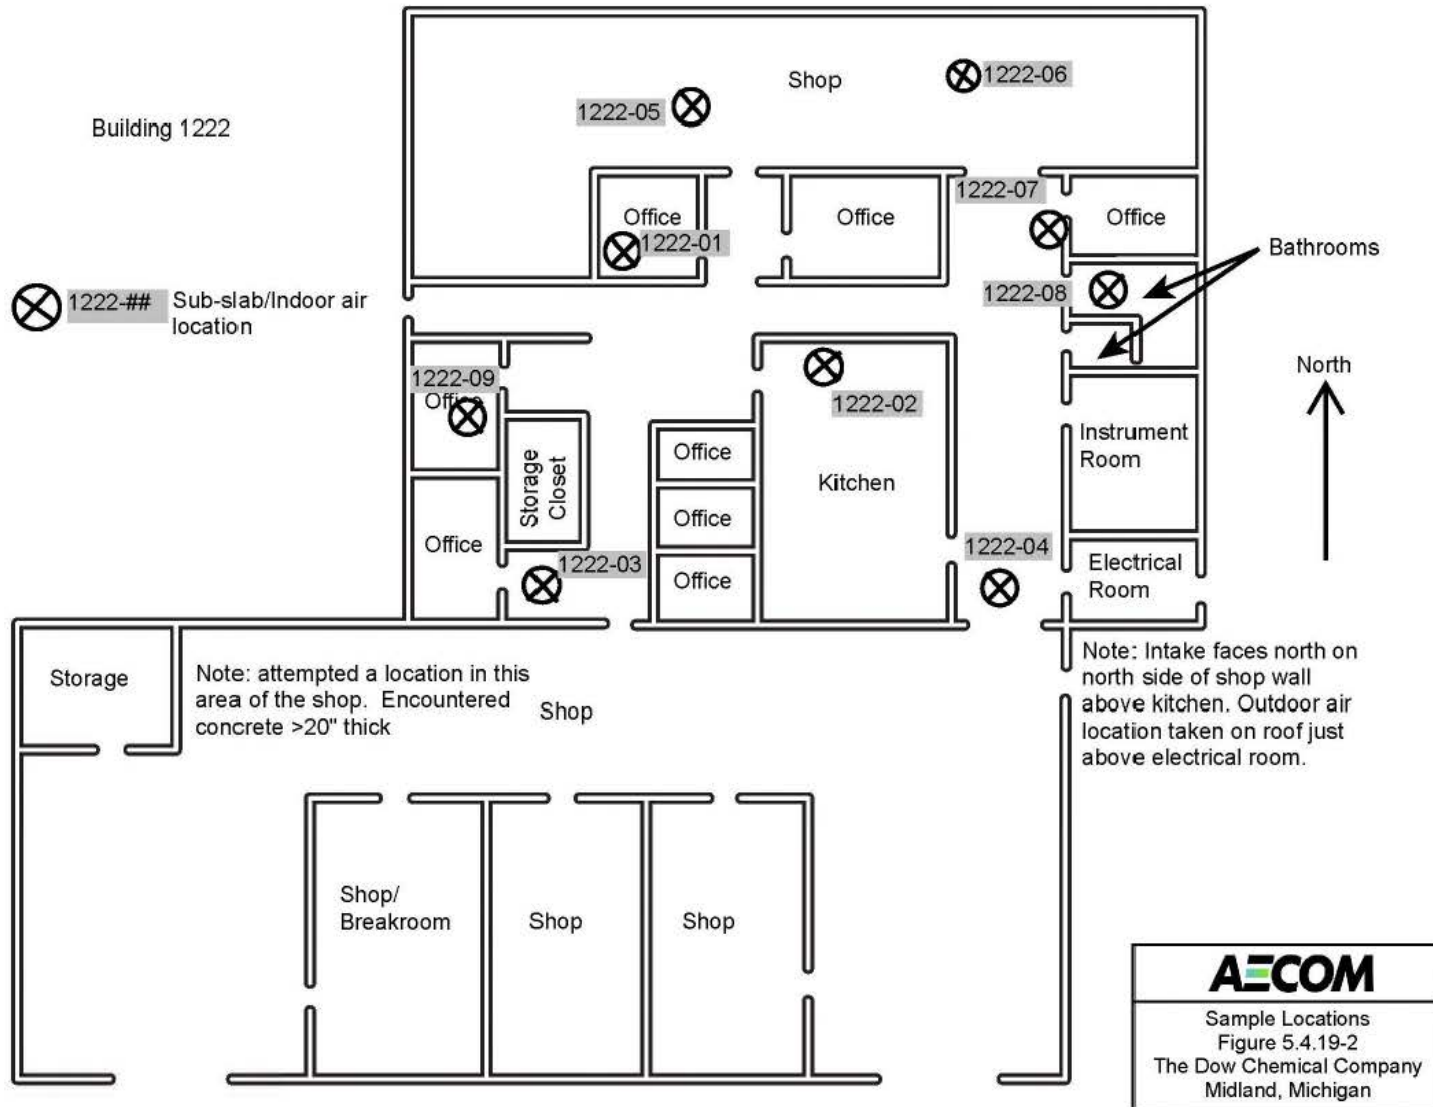 Shop
1222-06
1222-05
Building 1222
1222-07
Office
Office
Office
1222-01
Bathrooms
1222-08
1222-## Sub-slab/Indoor air
location
North
1222-09
Office
1222-02
Instrument
Room
Office
Storage
Closet
Kitchen
Office
Office
1222-04
1222-03
Electrical
Room
Office
Note: Intake faces north on
north side of shop wall
above kitchen. Outdoor air
location taken on roof just
above electrical room.
Storage
Note: attempted a location in this
area of the shop. Encountered
concrete >20" thick
Shop
Shop/
Breakroom
Shop
Shop
AECOM
Sample Locations
Figure 5.4.19-2
The Dow Chemical Company
Midland, Michigan